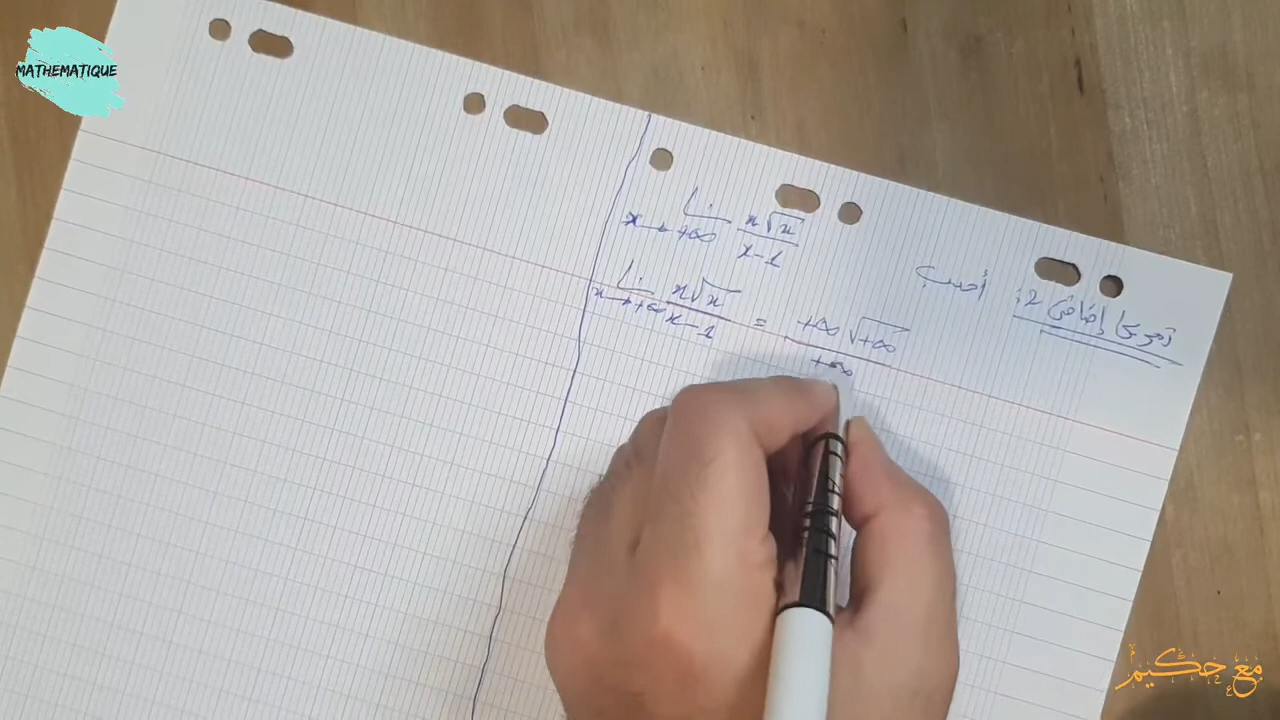 MATHEMATIQUE
تمرين إضافي 2: أحسب
lim x→+∞ x√x / x-1
lim x→+∞ x√x / x-1 = +∞√+∞ / +∞
مع حكيم